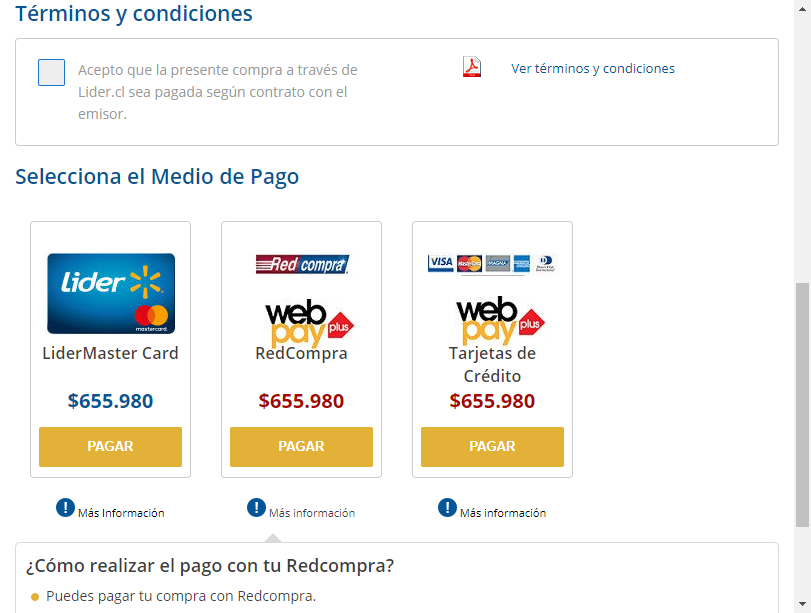 Términos y condiciones
Acepto que la presente compra a través de
Lider.cl sea pagada según contrato con el
emisor.
Ver términos y condiciones
Selecciona el Medio de Pago
lider
mastercard.
LiderMaster Card
$655.980
PAGAR
Más Información
Red compra
web
pay plus
RedCompra
$655.980
PAGAR
Más información
VISA MasterCard MAGNA
web
pay plus
Tarjetas de
Crédito
$655.980
PAGAR
Más información
¿Cómo realizar el pago con tu Redcompra?
Puedes pagar tu compra con Redcompra.